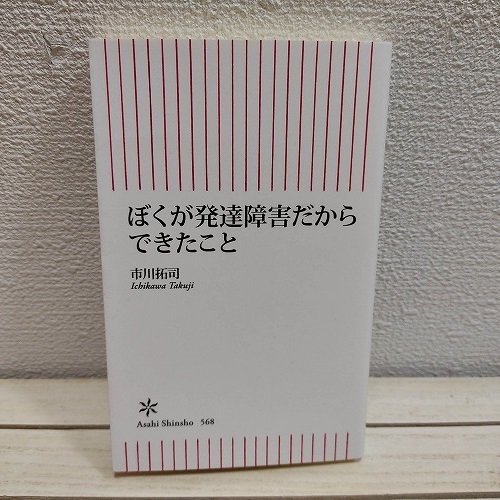 ぼくが発達障害だから
できたこと
市川拓司
Ichikawa Takuji
Asahi Shinsho 568